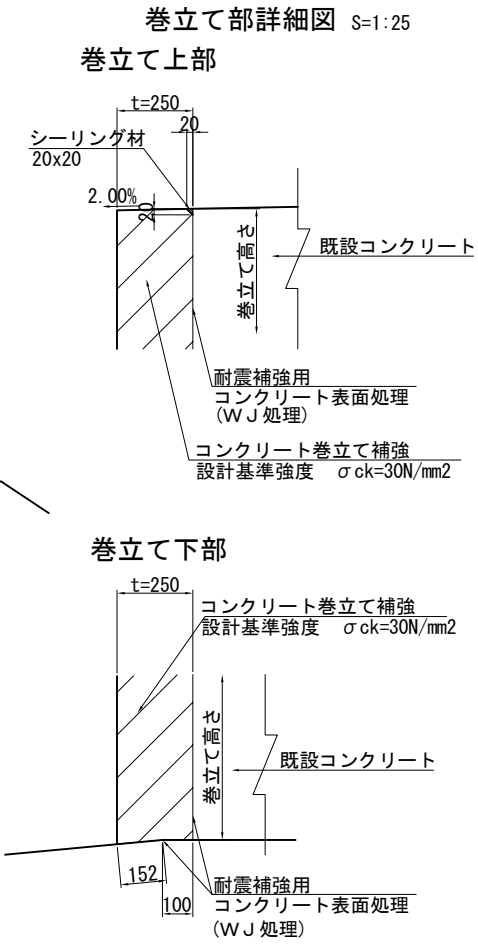 巻立て部詳細図 S=1:25
巻立て上部
t=250
20
シーリング材
20x20
2.00%
20
巻立て高さ
既設コンクリート
耐震補強用
コンクリート表面処理
(WJ処理)
コンクリート巻立て補強
設計基準強度 σck=30N/mm2
巻立て下部
t=250
コンクリート巻立て補強
設計基準強度 σck=30N/mm2
巻立て高さ
既設コンクリート
152
100
耐震補強用
コンクリート表面処理
(WJ処理)